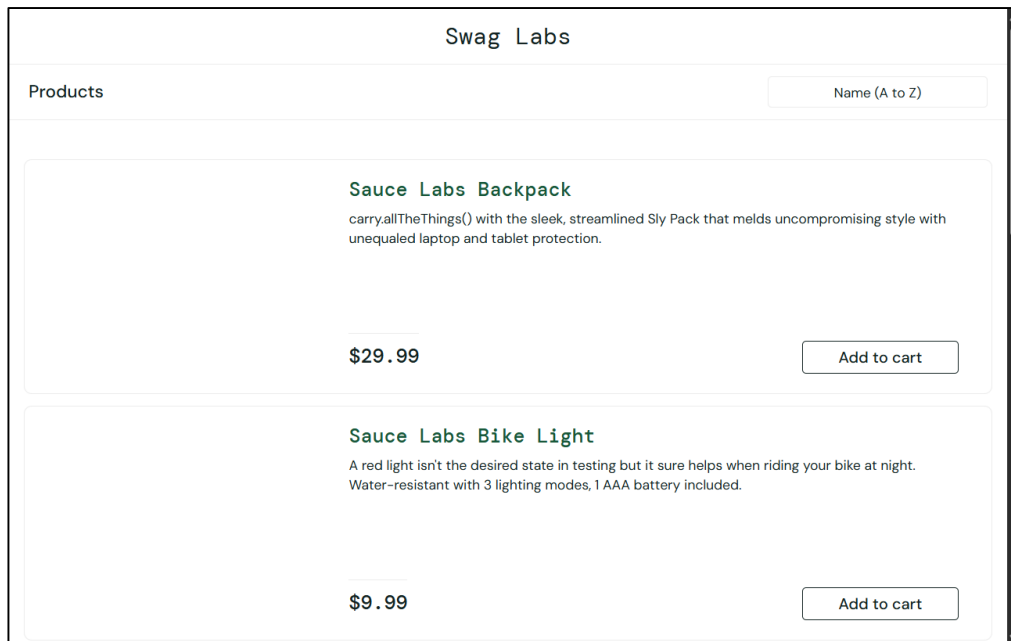 Swag Labs
Products
Name (A to Z)
Sauce Labs Backpack
carry.allTheThings() with the sleek, streamlined Sly Pack that melds uncompromising style with
unequaled laptop and tablet protection.
$29.99
Add to cart
Sauce Labs Bike Light
A red light isn't the desired state in testing but it sure helps when riding your bike at night.
Water-resistant with 3 lighting modes, 1 AAA battery included.
$9.99
Add to cart